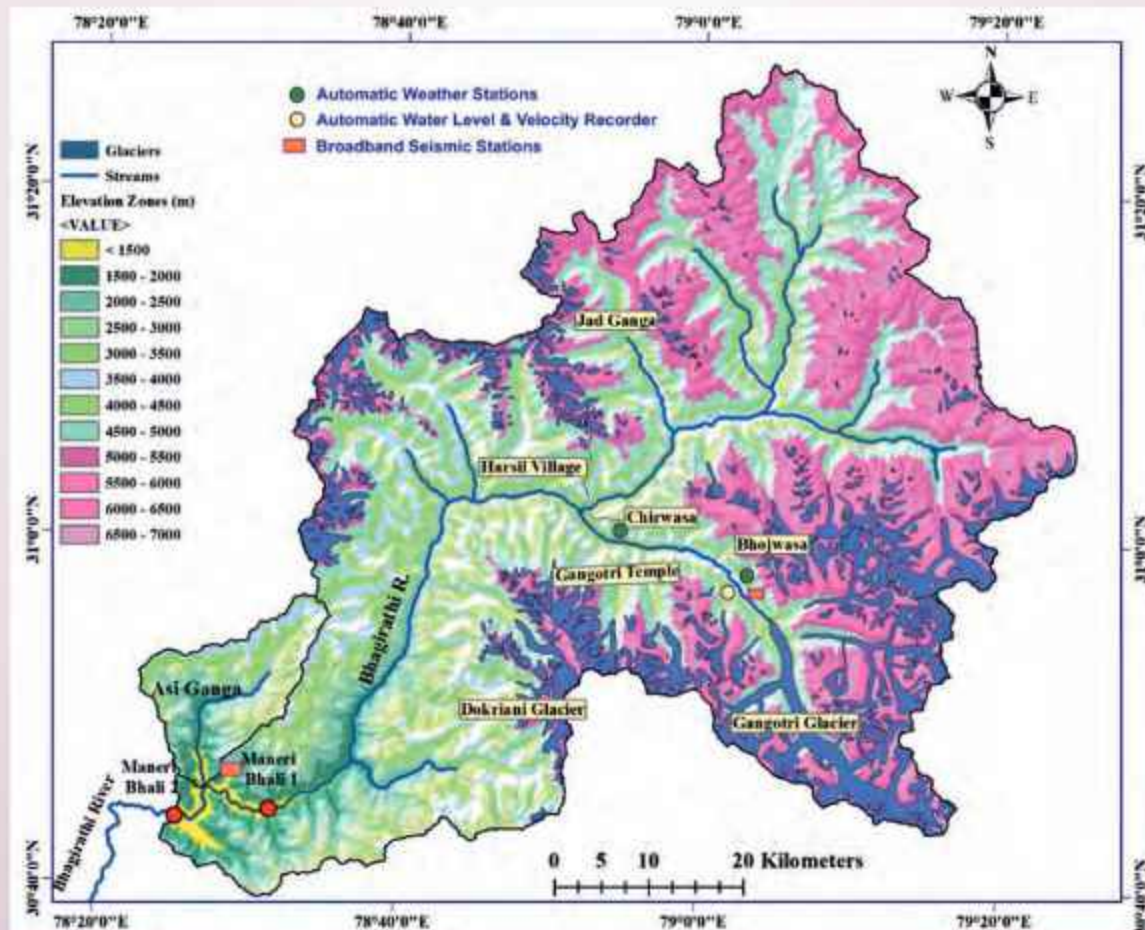 78°20'0"E 78°40'0"E 79°0'0"E 79°20'0"E
N
W E
S
Automatic Weather Stations
Automatic Water Level & Velocity Recorder
Broadband Seismic Stations
Glaciers
Streams
Elevation Zones (m)
<VALUE>
< 1500
1500 - 2000
2000 - 2500
2500 - 3000
3000 - 3500
3500 - 4000
4000 - 4500
4500 - 5000
5000 - 5500
5500 - 6000
6000 - 6500
6500 - 7000
31°20'0"N
31°20'0"N
31°0'0"N
31°0'0"N
30°40'0"N
Jad Ganga
Harsil Village
Chirwasa
Bhojwasa
Gangotri Temple
Bhagirathi R.
Asi Ganga
Dokriani Glacier
Gangotri Glacier
Maneri
Bhali 2
Maneri
Bhali 1
Bhagirathi River
0 5 10 20 Kilometers
78°20'0"E 78°40'0"E 79°0'0"E 79°20'0"E